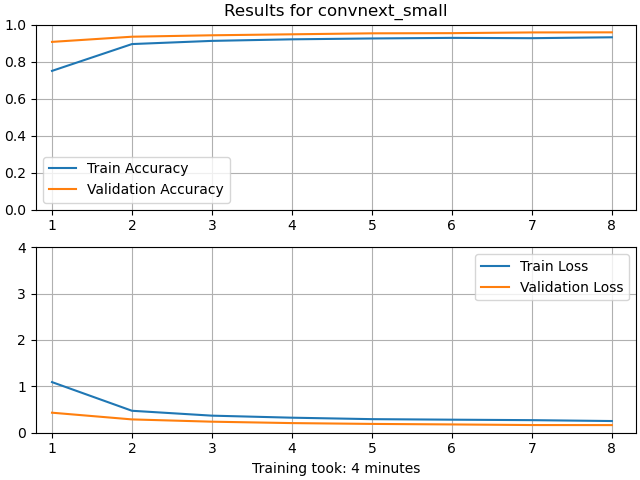 Results for convnext_small
1.0
0.8
0.6
0.4
0.2
0.0
Train Accuracy
Validation Accuracy
1 2 3 4 5 6 7 8
4
3
2
1
0
Train Loss
Validation Loss
1 2 3 4 5 6 7 8
Training took: 4 minutes